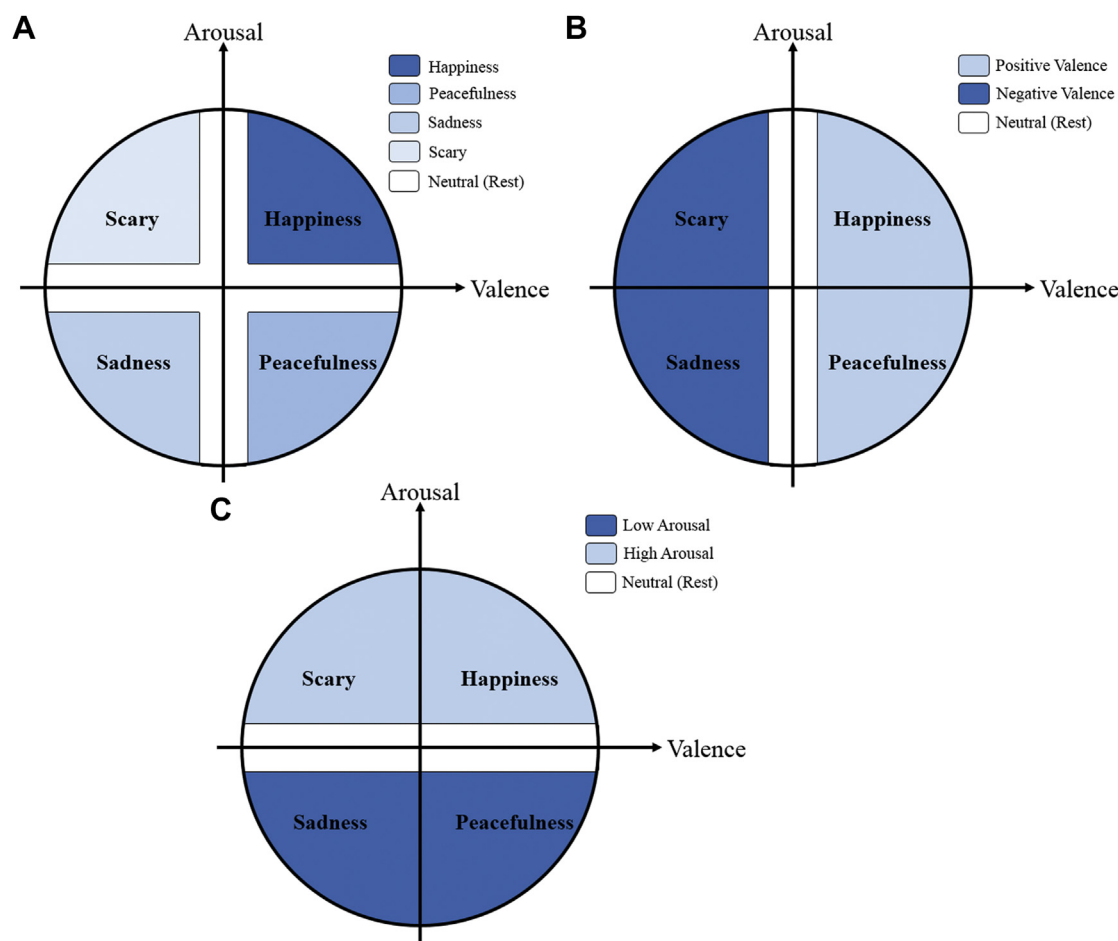 A
Arousal
Happiness
Peacefulness
Sadness
Scary
Neutral (Rest)
Scary
Happiness
Valence
Sadness
Peacefulness
B
Arousal
Positive Valence
Negative Valence
Neutral (Rest)
Scary
Happiness
Valence
Sadness
Peacefulness
C
Arousal
Low Arousal
High Arousal
Neutral (Rest)
Scary
Happiness
Valence
Sadness
Peacefulness